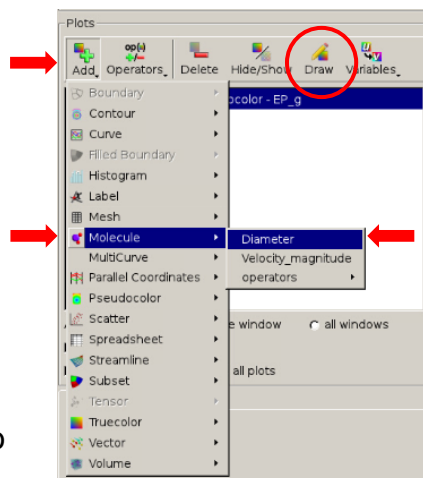 Plots
op(+)
Add Operators Delete Hide/Show Draw Variables
Boundary
ocolor - EP_g
Contour
Curve
Filled Boundary
Histogram
Label
Mesh
Molecule
Diameter
MultiCurve
Velocity_magnitude
Parallel Coordinates
operators
Pseudocolor
Scatter
e window all windows
Spreadsheet
Streamline
all plots
Subset
Tensor
Truecolor
Vector
Volume